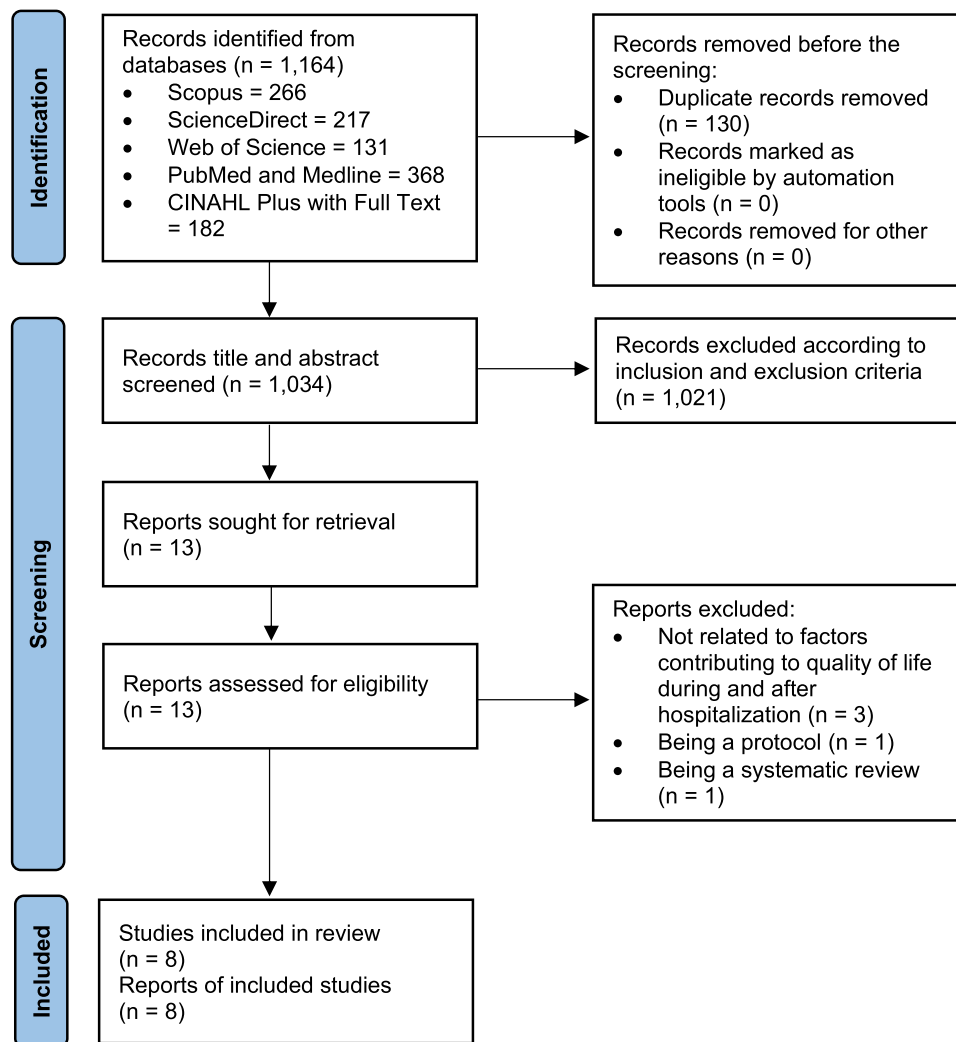 Identification
Records identified from
databases (n = 1,164)
• Scopus = 266
• ScienceDirect = 217
• Web of Science = 131
• PubMed and Medline = 368
• CINAHL Plus with Full Text
= 182
Records removed before the
screening:
• Duplicate records removed
(n = 130)
• Records marked as
ineligible by automation
tools (n = 0)
• Records removed for other
reasons (n = 0)
Screening
Records title and abstract
screened (n = 1,034)
Records excluded according to
inclusion and exclusion criteria
(n = 1,021)
Reports sought for retrieval
(n = 13)
Reports assessed for eligibility
(n = 13)
Reports excluded:
• Not related to factors
contributing to quality of life
during and after
hospitalization (n = 3)
• Being a protocol (n = 1)
• Being a systematic review
(n = 1)
Included
Studies included in review
(n = 8)
Reports of included studies
(n = 8)